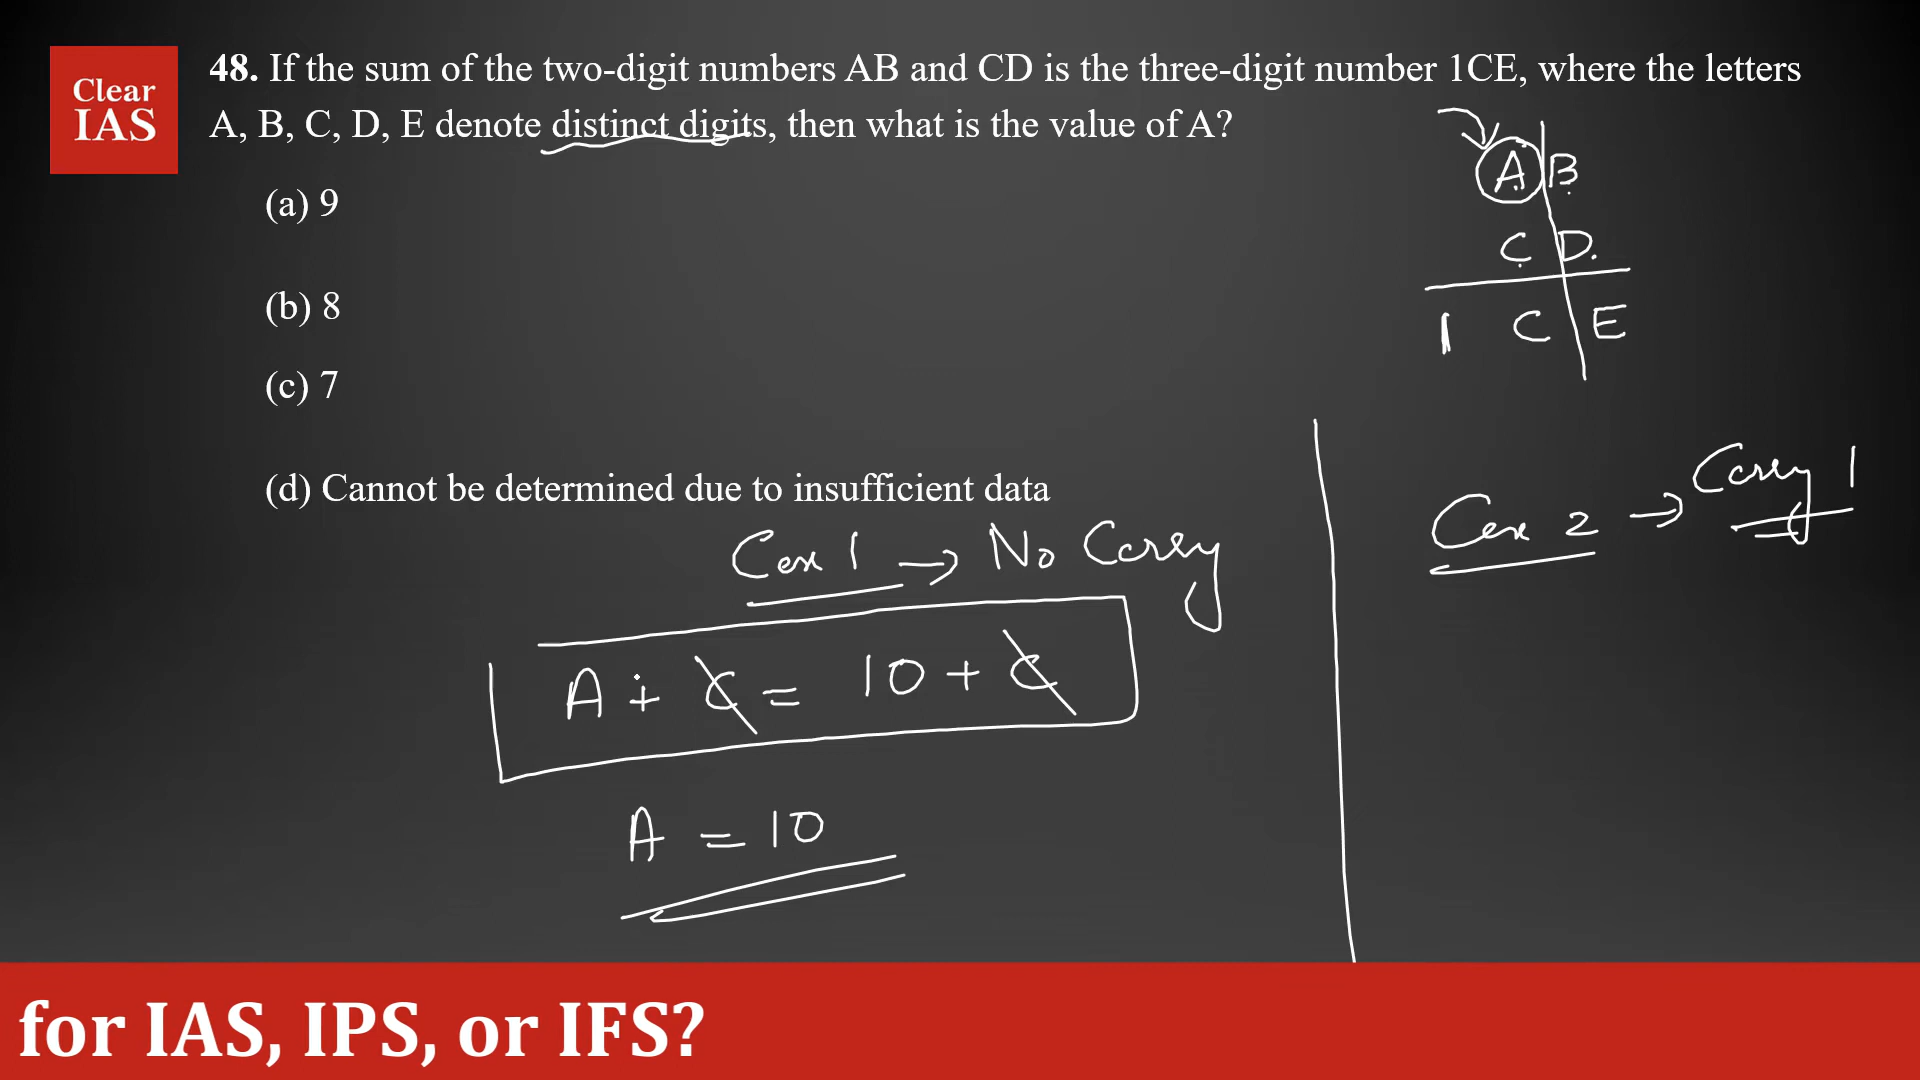 Clear
IAS
48. If the sum of the two-digit numbers AB and CD is the three-digit number 1CE, where the letters
A, B, C, D, E denote distinct digits, then what is the value of A?
(a) 9
(b) 8
(c) 7
(d) Cannot be determined due to insufficient data
A B
C D
1 C E
Case 1 → No Carry
A + C = 10 + C
A = 10
Case 2 → Carry 1
for IAS, IPS, or IFS?